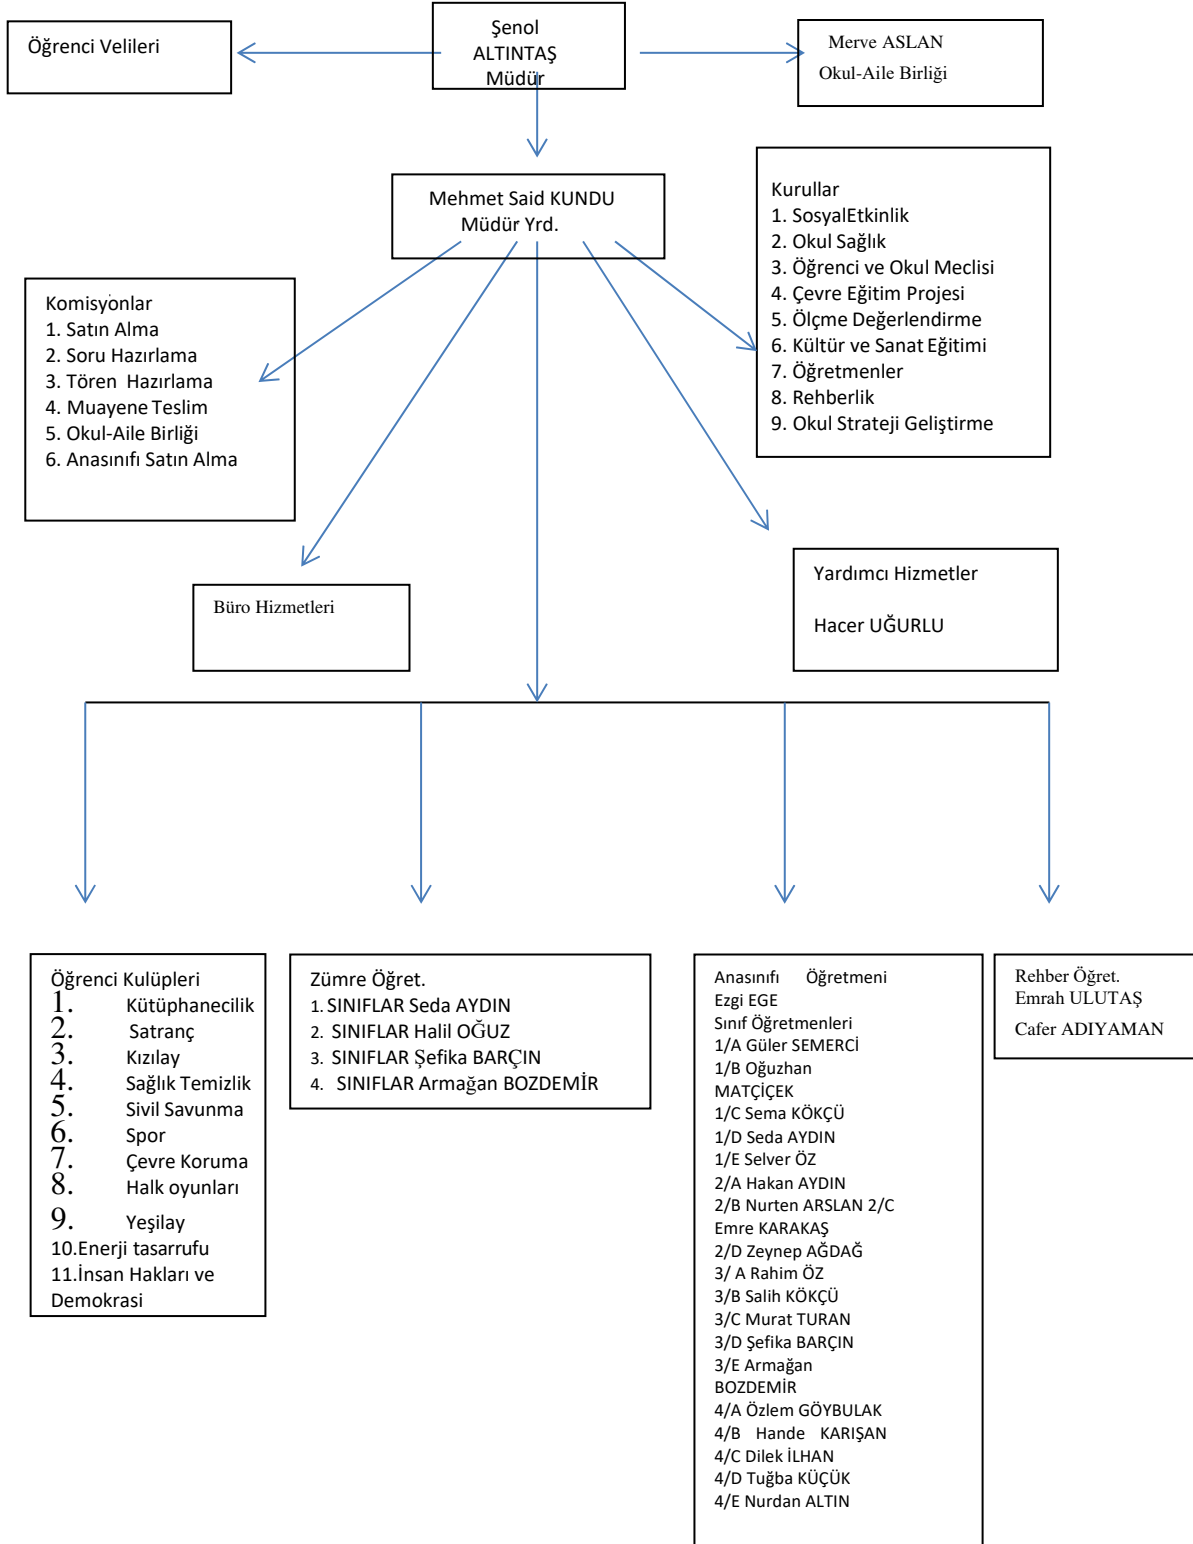 Öğrenci Velileri
Şenol
ALTINTAŞ
Müdür
Merve ASLAN
Okul-Aile Birliği
Mehmet Said KUNDU
Müdür Yrd.
Kurullar
1. SosyalEtkinlik
2. Okul Sağlık
3. Öğrenci ve Okul Meclisi
4. Çevre Eğitim Projesi
5. Ölçme Değerlendirme
6. Kültür ve Sanat Eğitimi
7. Öğretmenler
8. Rehberlik
9. Okul Strateji Geliştirme
Komisyonlar
1. Satın Alma
2. Soru Hazırlama
3. Tören Hazırlama
4. Muayene Teslim
5. Okul-Aile Birliği
6. Anasınıfı Satın Alma
Büro Hizmetleri
Yardımcı Hizmetler
Hacer UĞURLU
Öğrenci Kulüpleri
1. Kütüphanecilik
2. Satranç
3. Kızılay
4. Sağlık Temizlik
5. Sivil Savunma
6. Spor
7. Çevre Koruma
8. Halk oyunları
9. Yeşilay
10.Enerji tasarrufu
11.İnsan Hakları ve
Demokrasi
Zümre Öğret.
1. SINIFLAR Seda AYDIN
2. SINIFLAR Halil OĞUZ
3. SINIFLAR Şefika BARÇIN
4. SINIFLAR Armağan BOZDEMİR
Anasınıfı Öğretmeni
Ezgi EGE
Sınıf Öğretmenleri
1/A Güler SEMERCİ
1/B Oğuzhan
MATÇİÇEK
1/C Sema KÖKÇÜ
1/D Seda AYDIN
1/E Selver ÖZ
2/A Hakan AYDIN
2/B Nurten ARSLAN 2/C
Emre KARAKAŞ
2/D Zeynep AĞDAĞ
3/ A Rahim ÖZ
3/B Salih KÖKÇÜ
3/C Murat TURAN
3/D Şefika BARÇIN
3/E Armağan
BOZDEMİR
4/A Özlem GÖYBULAK
4/B Hande KARIŞAN
4/C Dilek İLHAN
4/D Tuğba KÜÇÜK
4/E Nurdan ALTIN
Rehber Öğret.
Emrah ULUTAŞ
Cafer ADIYAMAN